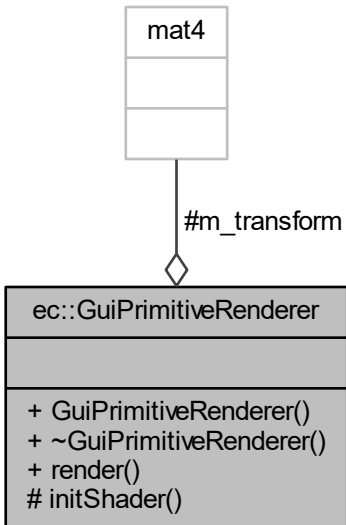 mat4
#m_transform
ec::GuiPrimitiveRenderer
+ GuiPrimitiveRenderer()
+ ~GuiPrimitiveRenderer()
+ render()
# initShader()